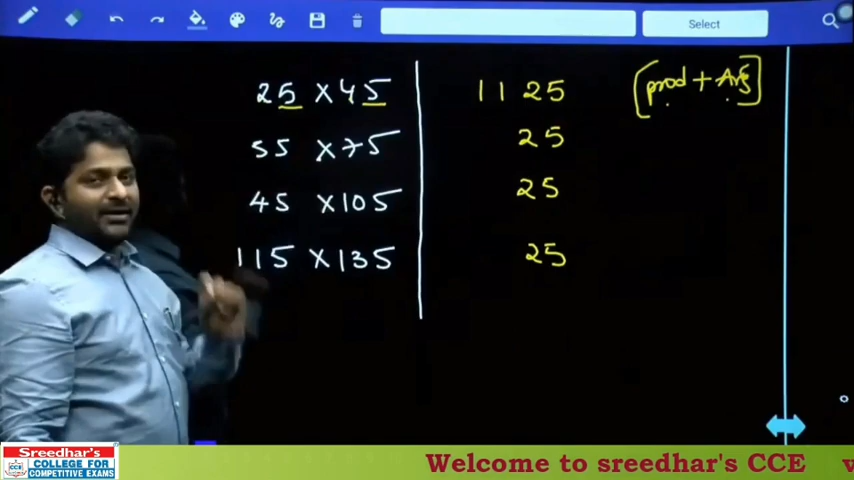 Select
25 × 45
1125
[prod + Avg]
55 × 75
25
45 × 105
25
115 × 135
25
Sreedhar's
CCE
COLLEGE FOR
COMPETITIVE EXAMS
Welcome to sreedhar's CCE